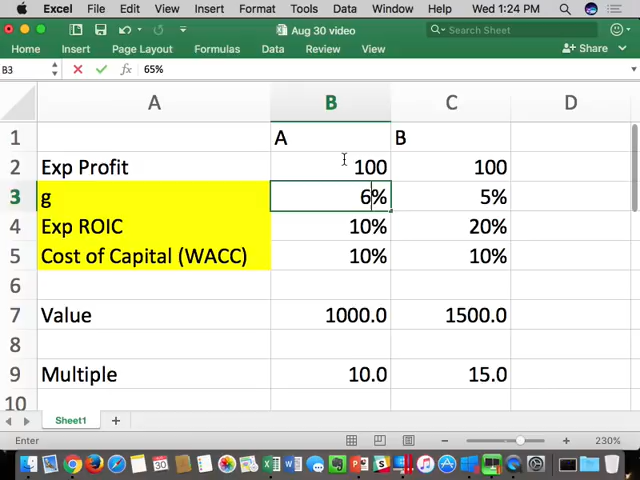 Excel File Edit View Insert Format Tools Data Window Help Wed 1:24 PM
Aug 30 video
Search Sheet
Home Insert Page Layout Formulas Data Review View Share
B3 fx 65%
A B C D
1 A B
2 Exp Profit 100 100
3 g 6% 5%
4 Exp ROIC 10% 20%
5 Cost of Capital (WACC) 10% 10%
6
7 Value 1000.0 1500.0
8
9 Multiple 10.0 15.0
10
Sheet1
Enter 230%